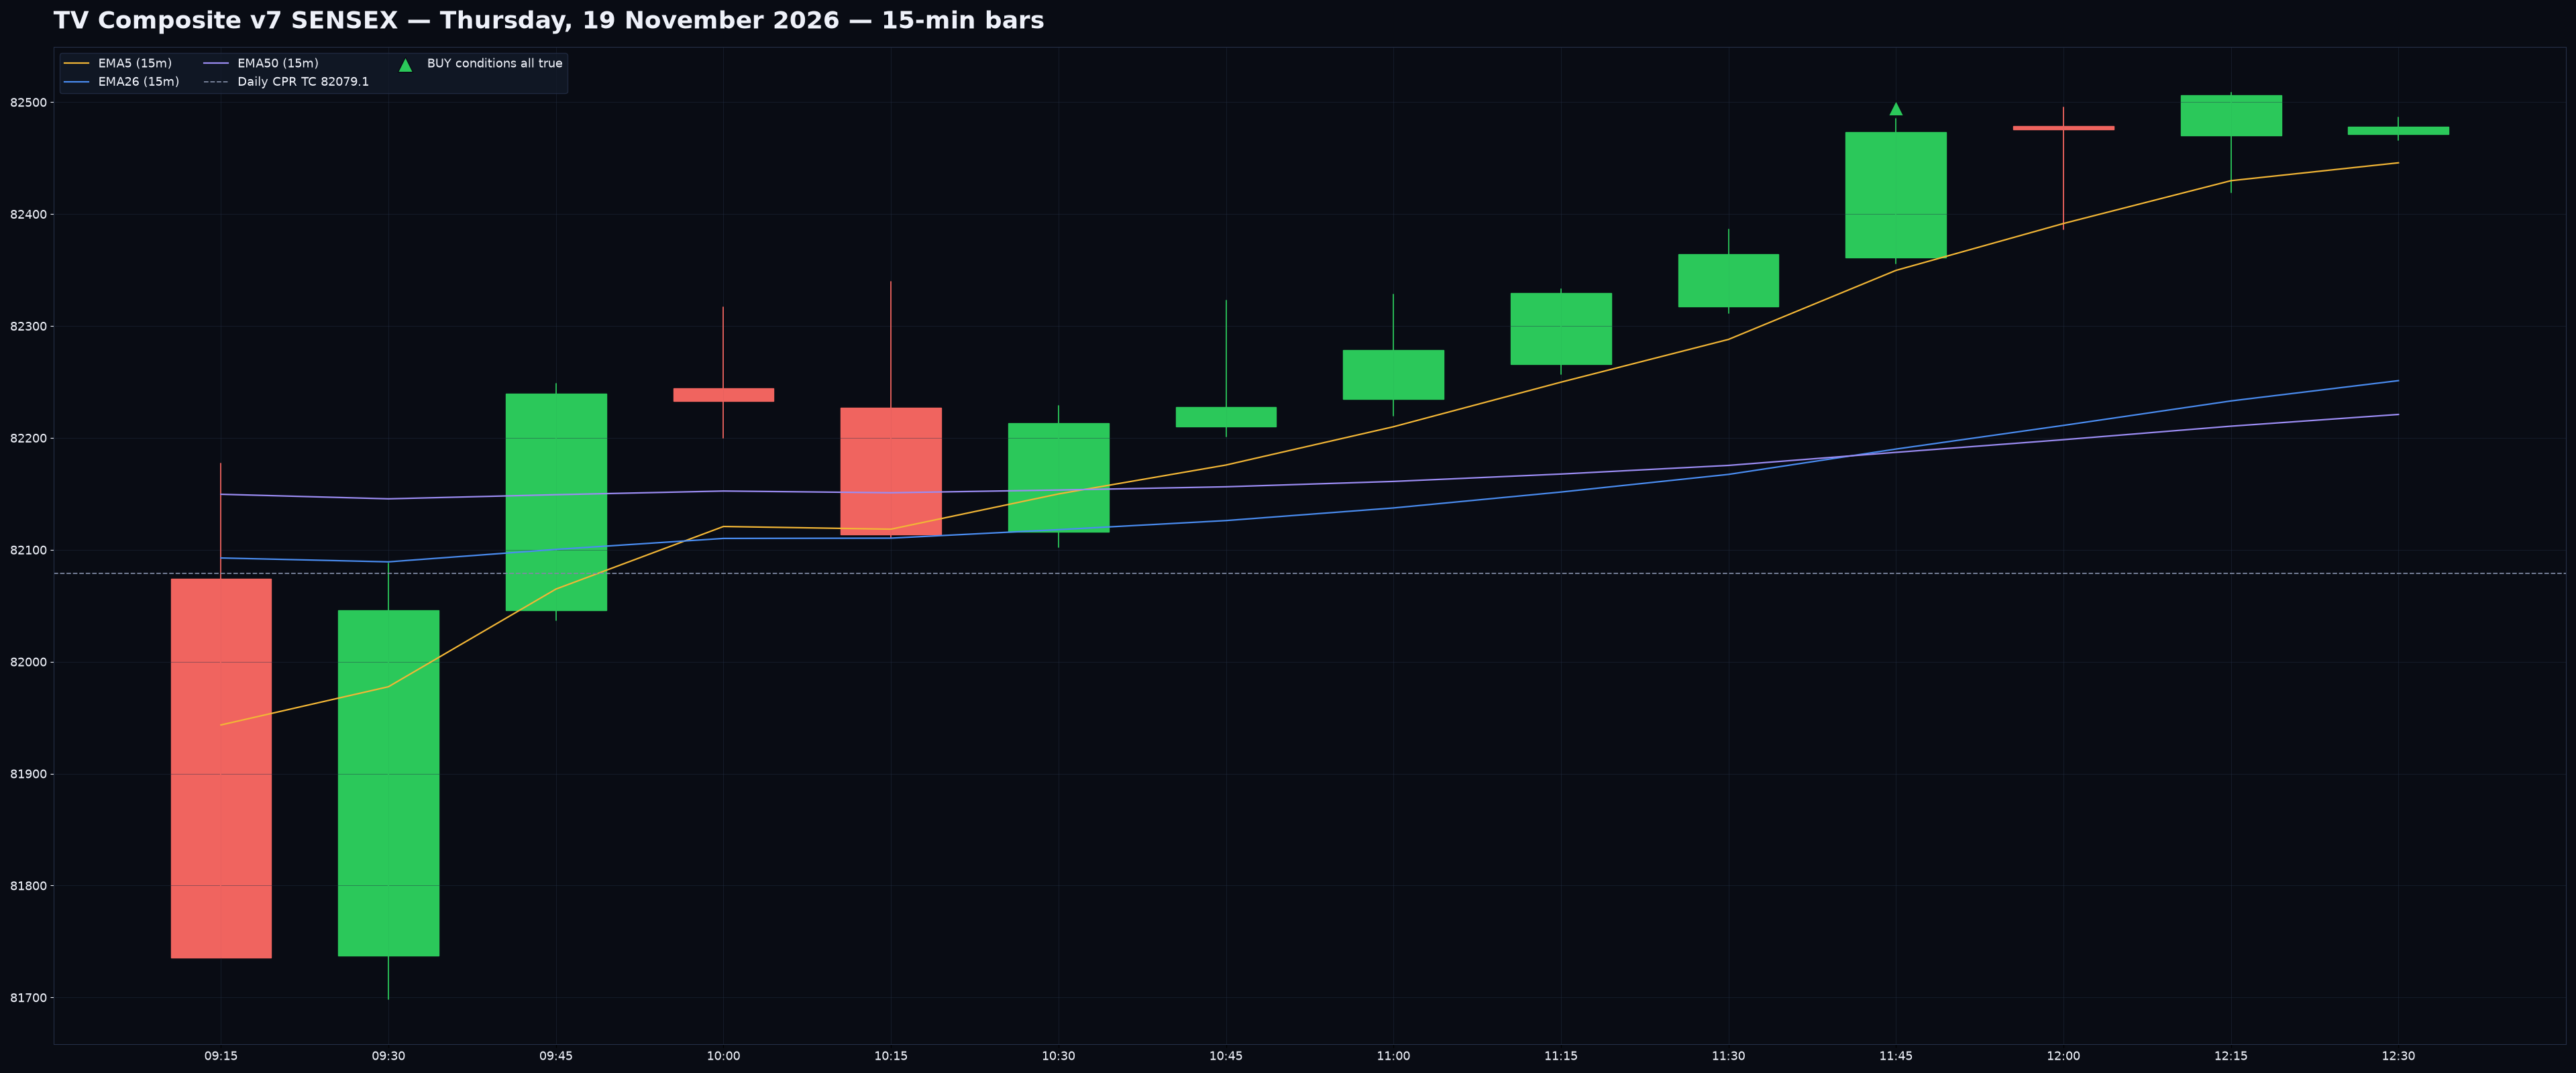 TV Composite v7 SENSEX — Thursday, 19 November 2026 — 15-min bars
EMA5 (15m) EMA50 (15m) BUY conditions all true
EMA26 (15m) Daily CPR TC 82079.1
82500
82400
82300
82200
82100
82000
81900
81800
81700
09:15 09:30 09:45 10:00 10:15 10:30 10:45 11:00 11:15 11:30 11:45 12:00 12:15 12:30